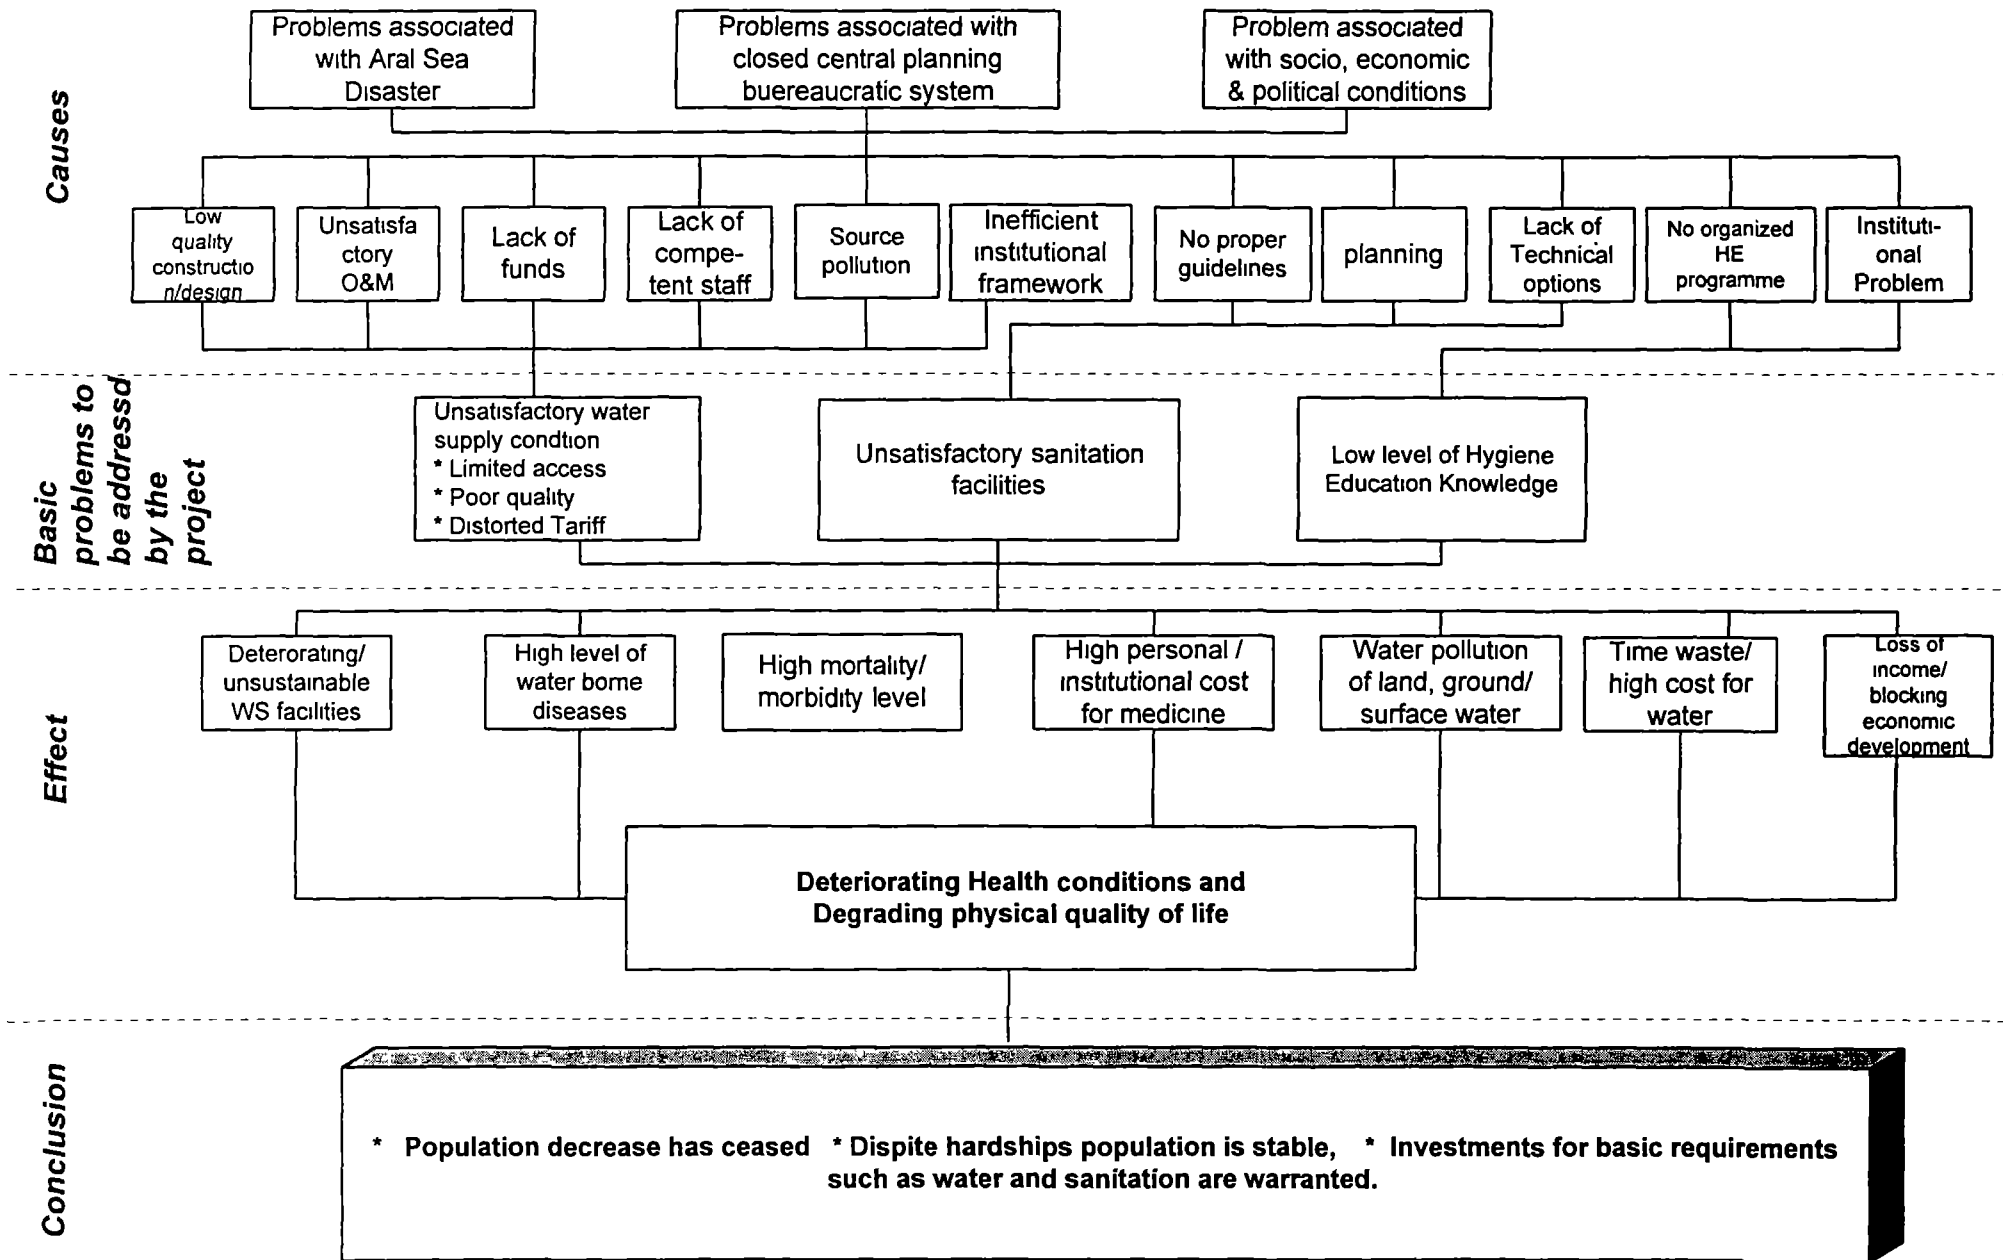 Causes
Problems associated
with Aral Sea
Disaster
Problems associated with
closed central planning
buereaucratic system
Problem associated
with socio, economic
& political conditions
Low
quality
constructio
n/design
Unsatisfa
ctory
O&M
Lack of
funds
Lack of
compe-
tent staff
Source
pollution
Inefficient
institutional
framework
No proper
guidelines
planning
Lack of
Technical
options
No organized
HE
programme
Instituti-
onal
Problem
Basic
problems to
be addressd
by the
project
Unsatisfactory water
supply condtion
* Limited access
* Poor quality
* Distorted Tariff
Unsatisfactory sanitation
facilities
Low level of Hygiene
Education Knowledge
Effect
Deteriorating/
unsustainable
WS facilities
High level of
water borne
diseases
High mortality/
morbidity level
High personal /
institutional cost
for medicine
Water pollution
of land, ground/
surface water
Time waste/
high cost for
water
Loss of
income/
blocking
economic
development
Deteriorating Health conditions and
Degrading physical quality of life
Conclusion
* Population decrease has ceased * Dispite hardships population is stable, * Investments for basic requirements
such as water and sanitation are warranted.